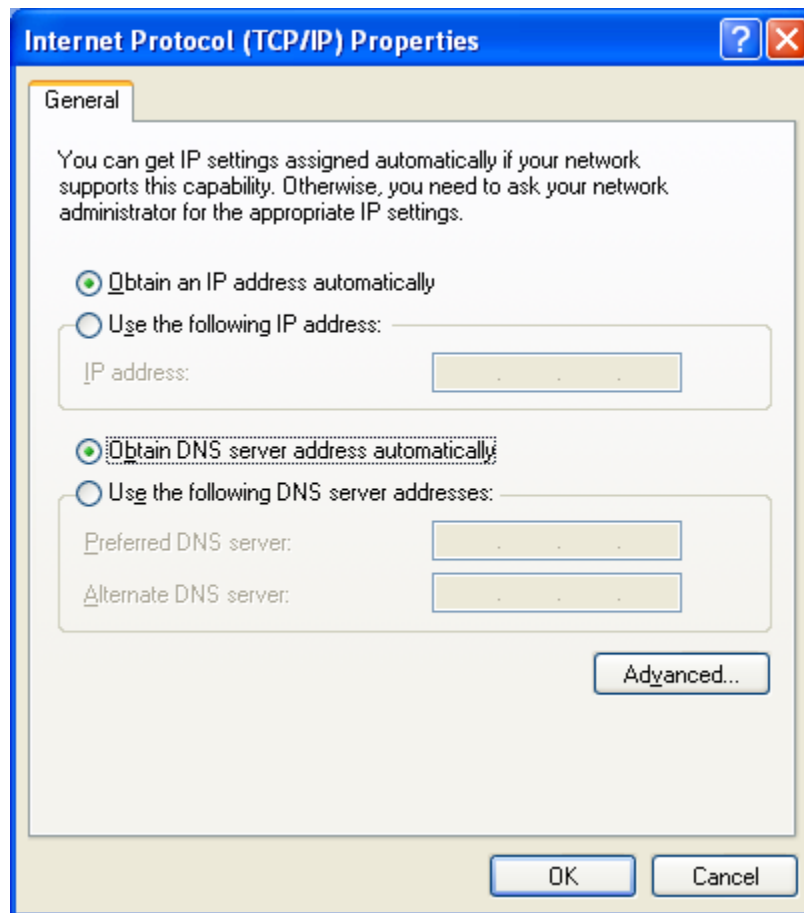 Internet Protocol (TCP/IP) Properties
General
You can get IP settings assigned automatically if your network
supports this capability. Otherwise, you need to ask your network
administrator for the appropriate IP settings.
Obtain an IP address automatically
Use the following IP address:
IP address:
Obtain DNS server address automatically
Use the following DNS server addresses:
Preferred DNS server:
Alternate DNS server:
Advanced...
OK Cancel